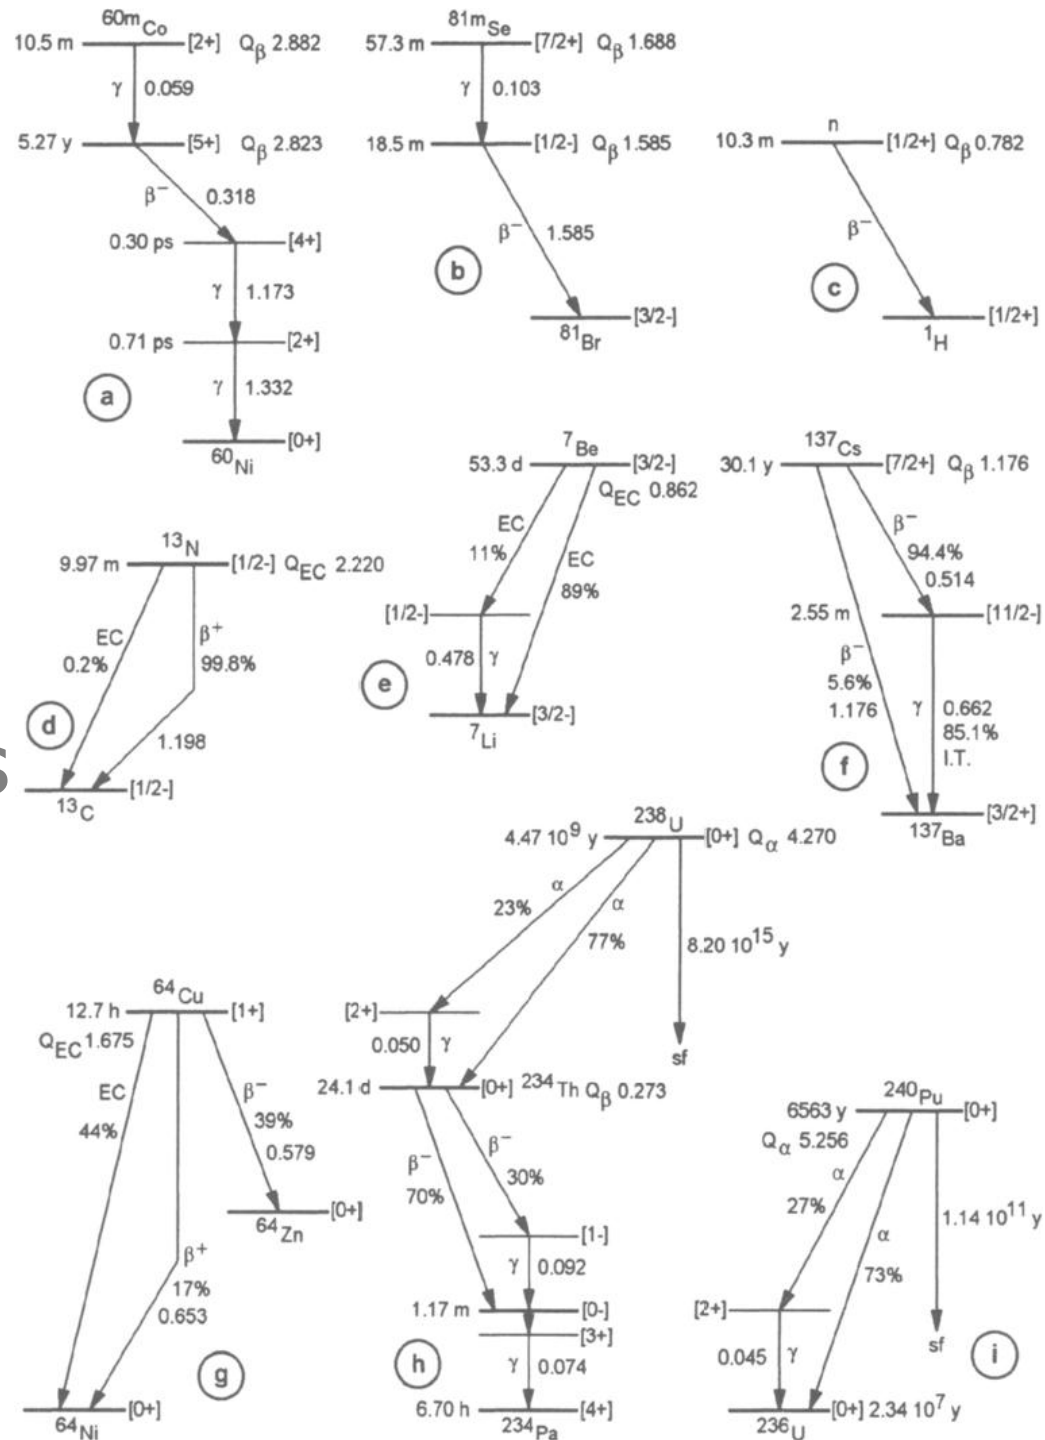 60mCo
10.5 m [2+] Qβ 2.882
γ 0.059
5.27 y [5+] Qβ 2.823
β− 0.318
0.30 ps [4+]
γ 1.173
0.71 ps [2+]
γ 1.332
a
60Ni [0+]
81mSe
57.3 m [7/2+] Qβ 1.688
γ 0.103
18.5 m [1/2-] Qβ 1.585
β− 1.585
b
81Br [3/2-]
n
10.3 m [1/2+] Qβ 0.782
β−
c
1H [1/2+]
13N
9.97 m [1/2-] QEC 2.220
EC
0.2%
β+
99.8%
d
1.198
13C [1/2-]
S
7Be
53.3 d [3/2-]
QEC 0.862
EC
11%
EC
89%
[1/2-]
0.478 γ
e
7Li [3/2-]
137Cs
30.1 y [7/2+] Qβ 1.176
β−
94.4%
0.514
2.55 m [11/2-]
β−
5.6%
1.176
γ 0.662
85.1%
I.T.
f
137Ba [3/2+]
64Cu
12.7 h [1+]
QEC 1.675
EC
44%
β−
39%
0.579
64Zn [0+]
β+
17%
0.653
g
64Ni [0+]
238U
4.47 10^9 y [0+] Qα 4.270
α
23%
α
77%
8.20 10^15 y
sf
[2+]
0.050 γ
24.1 d [0+] 234Th Qβ 0.273
β−
70%
β−
30%
[1-]
γ 0.092
1.17 m [0-]
[3+]
h
γ 0.074
6.70 h [4+]
234Pa
240Pu
6563 y [0+]
Qα 5.256
α
27%
α
73%
1.14 10^11 y
sf
[2+]
0.045 γ
i
[0+] 2.34 10^7 y
236U